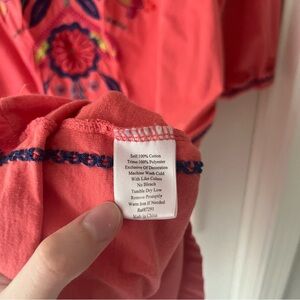 Self:100% Cotton
Trim:100% Polyester
Exclusive Of Decoration
Machine Wash Cold
With Like Colors
No Bleach
Tumble Dry Low
Remove Promptly
Warm Iron If Needed
Made in China